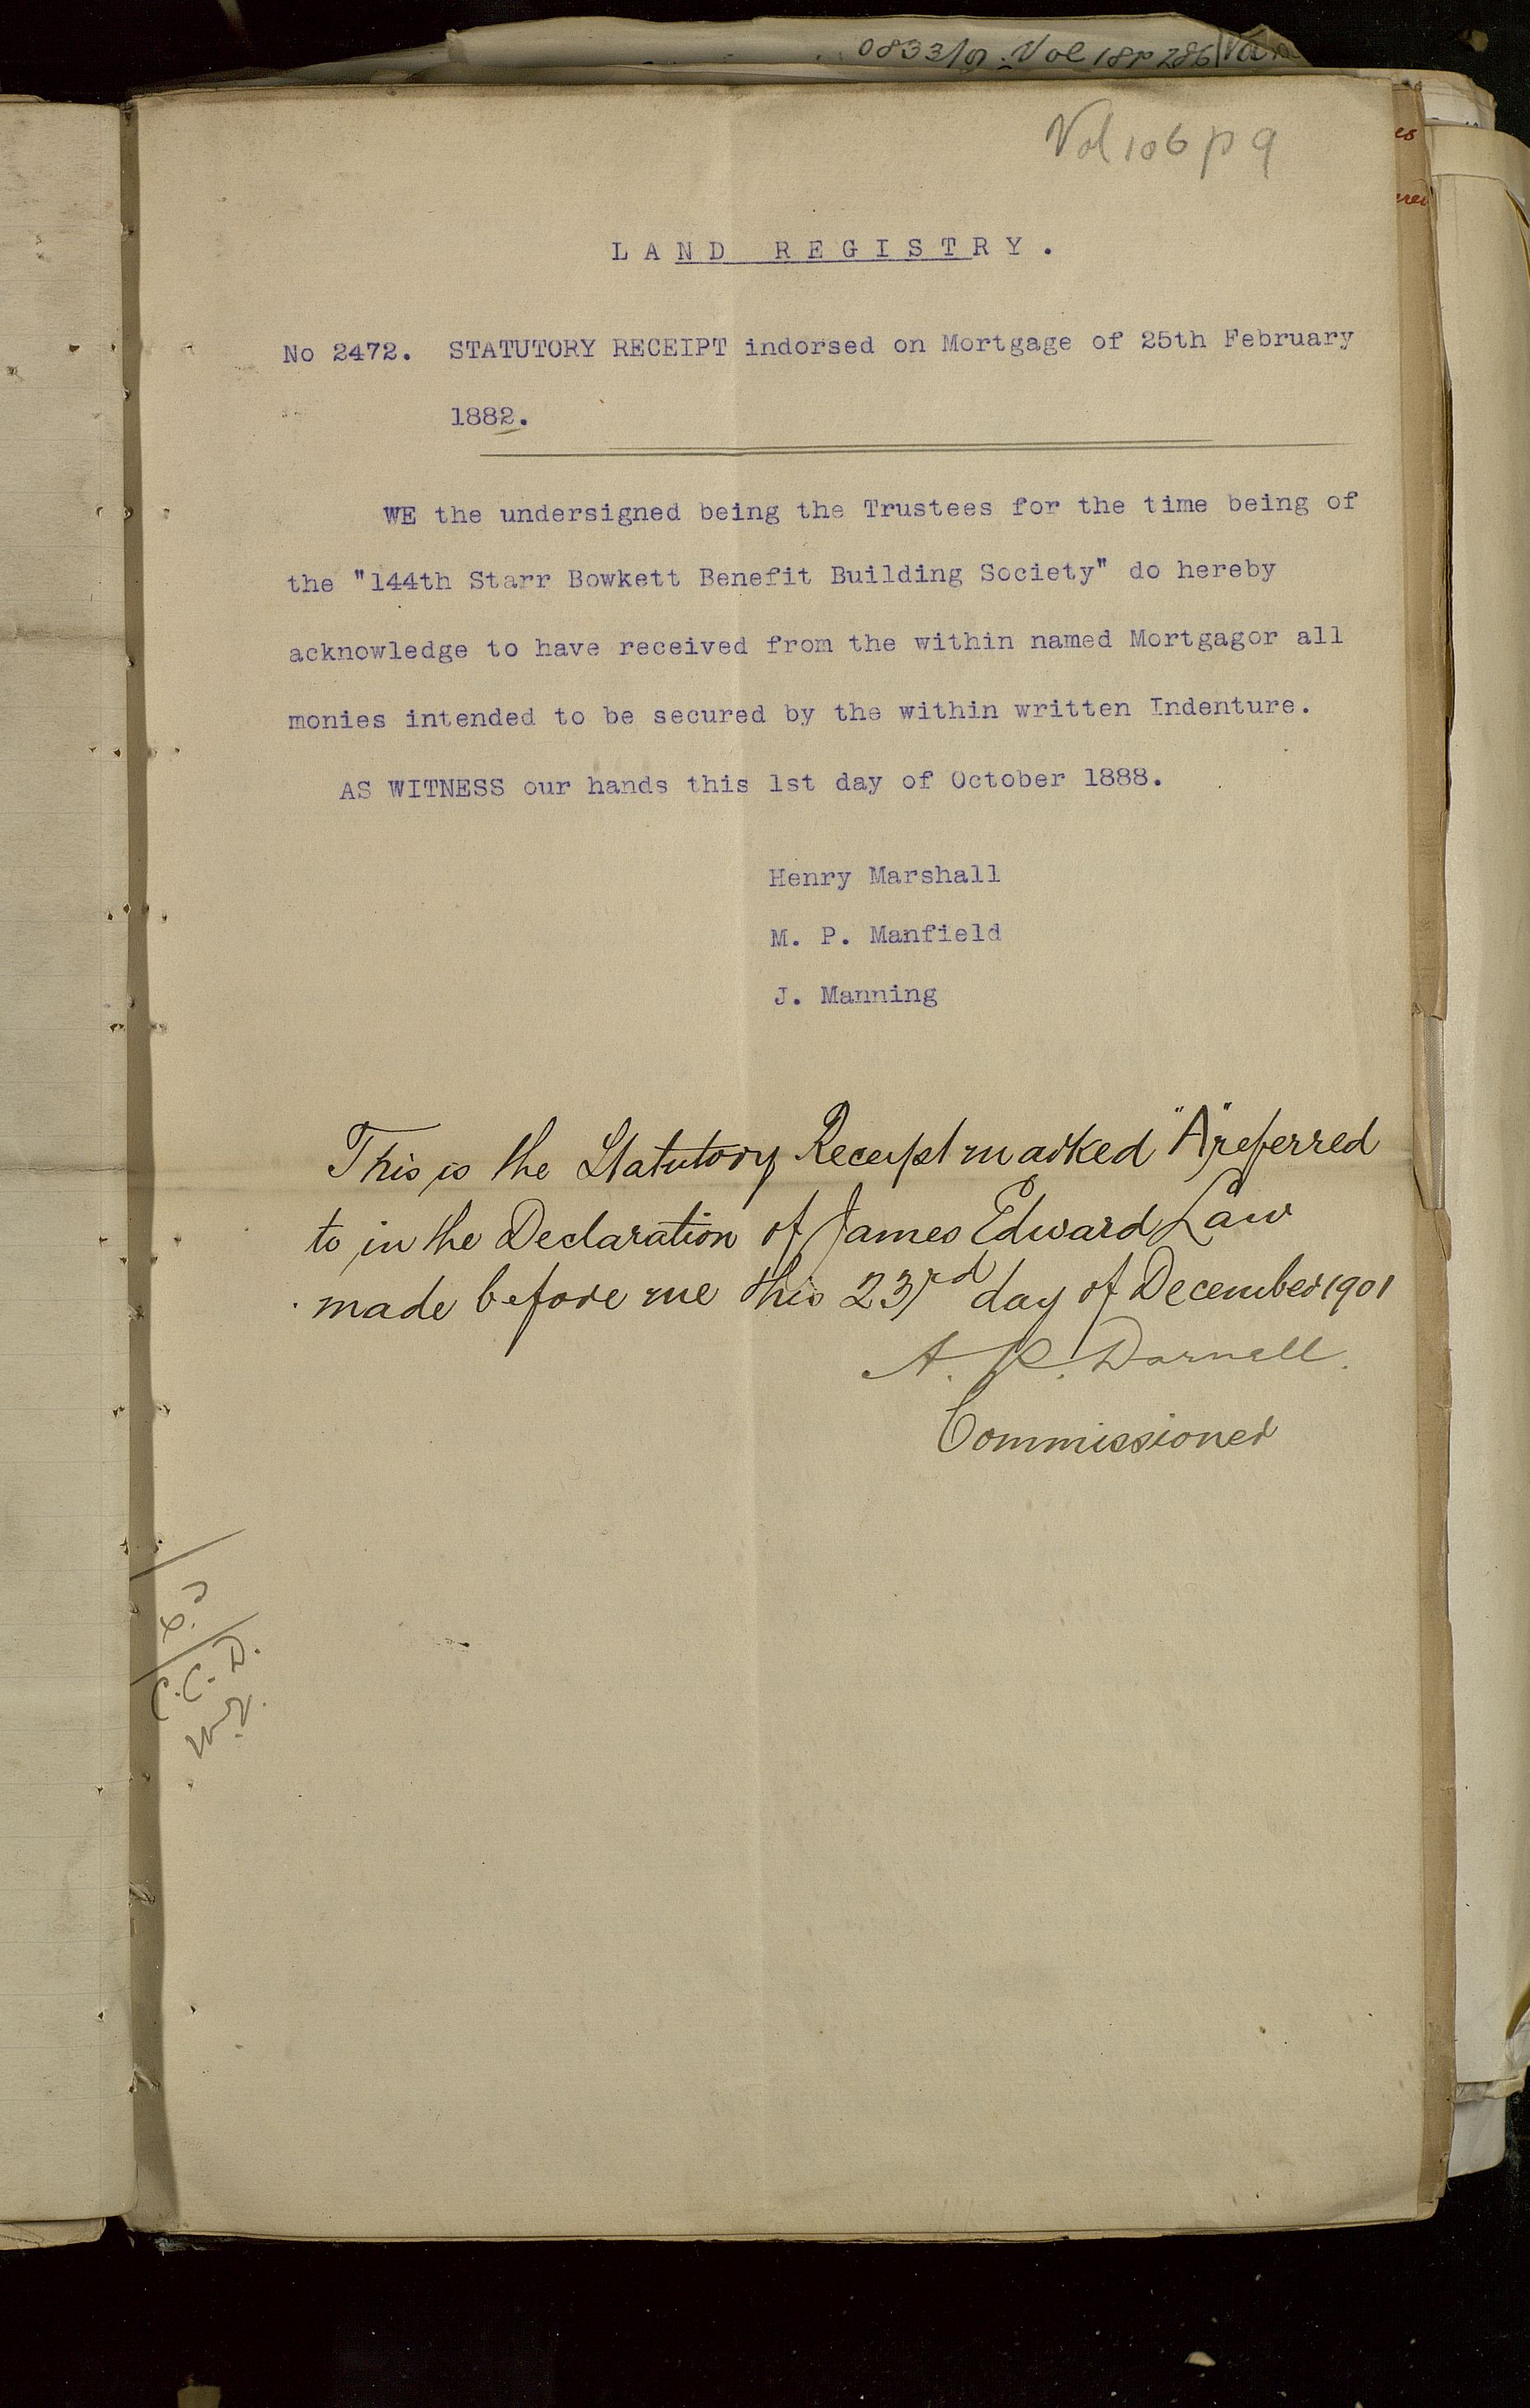 0833/9. Vol 18 p 286
Vol 106 p 9
LAND REGISTRY.
No 2472. STATUTORY RECEIPT indorsed on Mortgage of 25th February
1882.
WE the undersigned being the Trustees for the time being of
the "144th Starr Bowkett Benefit Building Society" do hereby
acknowledge to have received from the within named Mortgagor all
monies intended to be secured by the within written Indenture.
AS WITNESS our hands this 1st day of October 1888.
Henry Marshall
M. P. Manfield
J. Manning
This is the Statutory Receipt marked "A" referred
to in the Declaration of James Edward Law
made before me this 23rd day of December 1901
A. P. Darnell.
Commissioner
C.C.D.